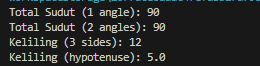 Total Sudut (1 angle): 90
Total Sudut (2 angles): 90
Keliling (3 sides): 12
Keliling (hypotenuse): 5.0